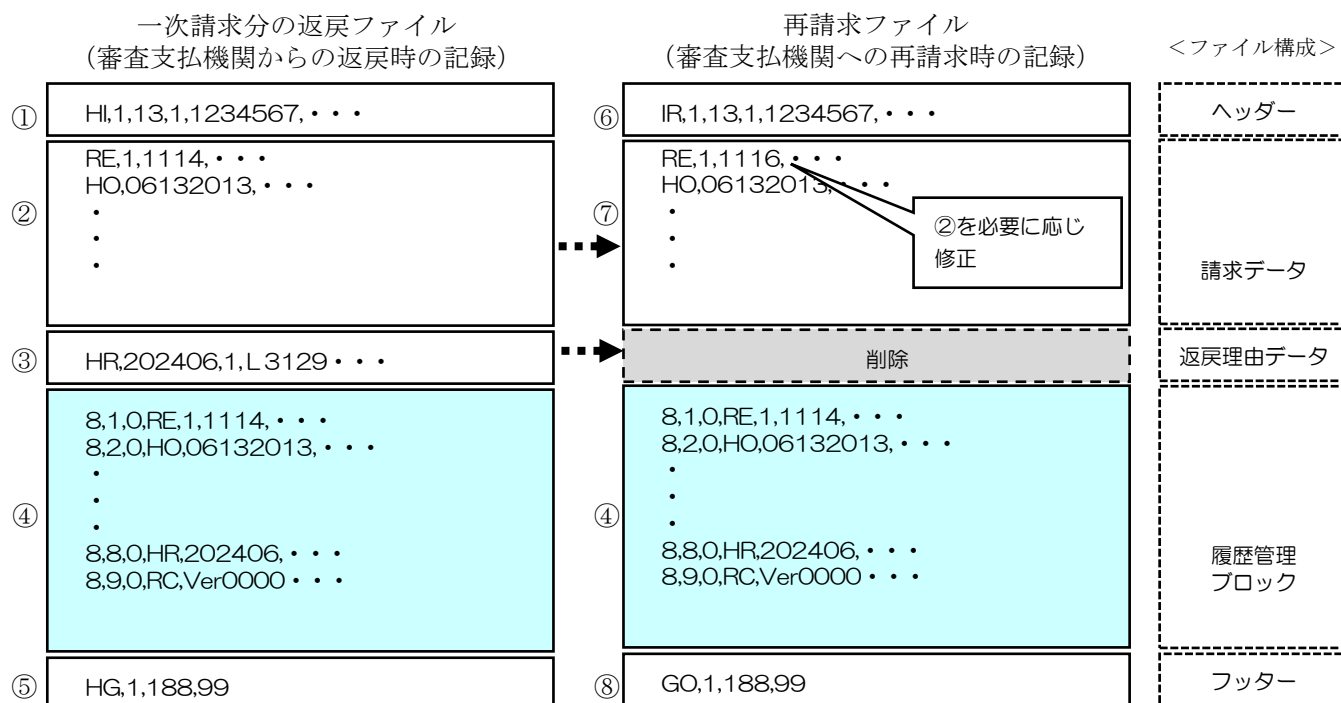 一次請求分の返戻ファイル
（審査支払機関からの返戻時の記録）
① HI,1,13,1,1234567,・・・
② RE,1,1114,・・・
HO,06132013,・・・
・
・
・
③ HR,202406,1,L3129・・・
④ 8,1,0,RE,1,1114,・・・
8,2,0,HO,06132013,・・・
・
・
・
8,8,0,HR,202406,・・・
8,9,0,RC,Ver0000・・・
⑤ HG,1,188,99
再請求ファイル
（審査支払機関への再請求時の記録）
⑥ IR,1,13,1,1234567,・・・
⑦ RE,1,1116,・・・
HO,06132013,・・・
・
・
・
②を必要に応じ
修正
削除
④ 8,1,0,RE,1,1114,・・・
8,2,0,HO,06132013,・・・
・
・
・
8,8,0,HR,202406,・・・
8,9,0,RC,Ver0000・・・
⑧ GO,1,188,99
＜ファイル構成＞
ヘッダー
請求データ
返戻理由データ
履歴管理
ブロック
フッター